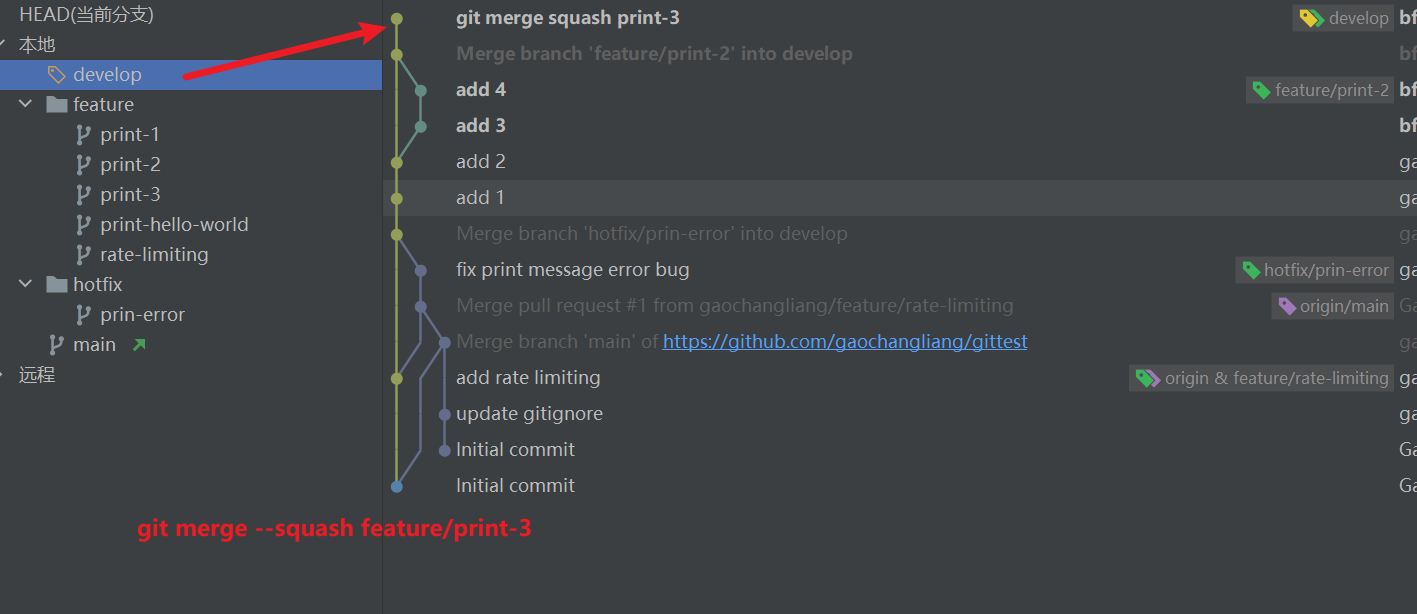 HEAD(当前分支)
本地
develop
feature
print-1
print-2
print-3
print-hello-world
rate-limiting
hotfix
prin-error
main
远程
git merge squash print-3 develop bf
Merge branch 'feature/print-2' into develop bf
add 4 feature/print-2 bf
add 3 bf
add 2 ga
add 1 ga
Merge branch 'hotfix/prin-error' into develop ga
fix print message error bug hotfix/prin-error ga
Merge pull request #1 from gaochangliang/feature/rate-limiting origin/main Ga
Merge branch 'main' of https://github.com/gaochangliang/gittest ga
add rate limiting origin & feature/rate-limiting ga
update gitignore ga
Initial commit Ga
Initial commit Ga
git merge --squash feature/print-3